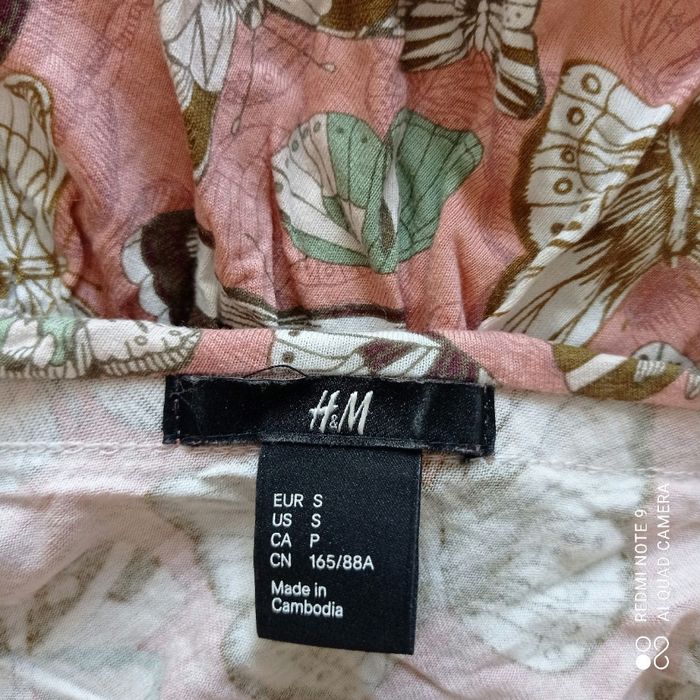 H&M
EUR S
US S
CA P
CN 165/88A
Made in
Cambodia
REDMI NOTE 9
AI QUAD CAMERA